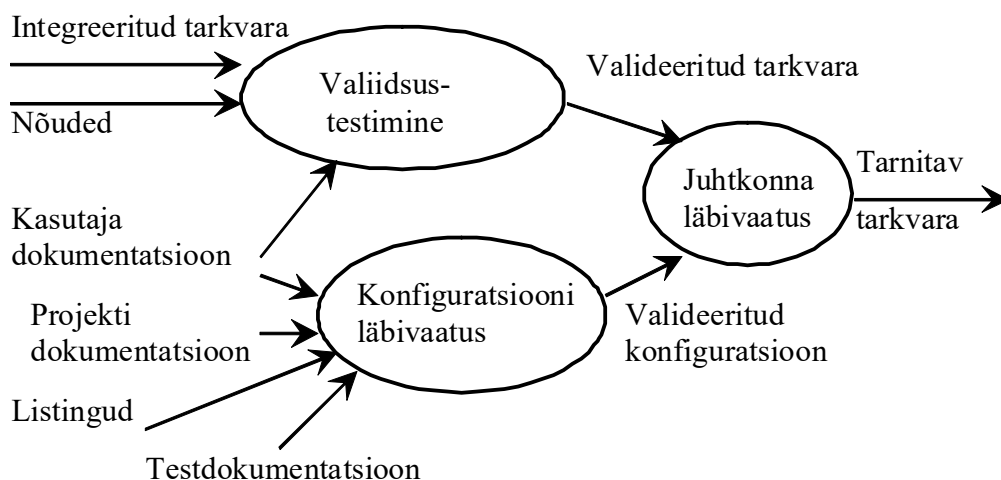 Integreeritud tarkvara
Nõuded
Valiidsus-
testimine
Valideeritud tarkvara
Juhtkonna
läbivaatus
Tarnitav
tarkvara
Kasutaja
dokumentatsioon
Projekti
dokumentatsioon
Listingud
Testdokumentatsioon
Konfiguratsiooni
läbivaatus
Valideeritud
konfiguratsioon